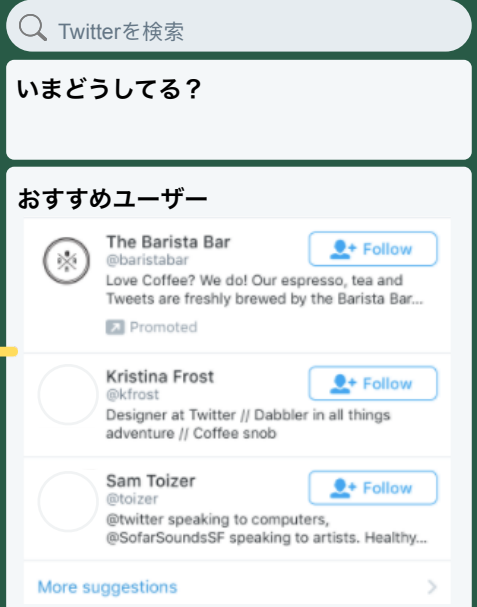 Twitterを検索
いまどうしてる？
おすすめユーザー
The Barista Bar
Follow
@baristabar
Love Coffee? We do! Our espresso, tea and
Tweets are freshly brewed by the Barista Bar...
Promoted
Kristina Frost
Follow
@kfrost
Designer at Twitter // Dabbler in all things
adventure // Coffee snob
Sam Toizer
Follow
@toizer
@twitter speaking to computers,
@SofarSoundsSF speaking to artists. Healthy...
More suggestions